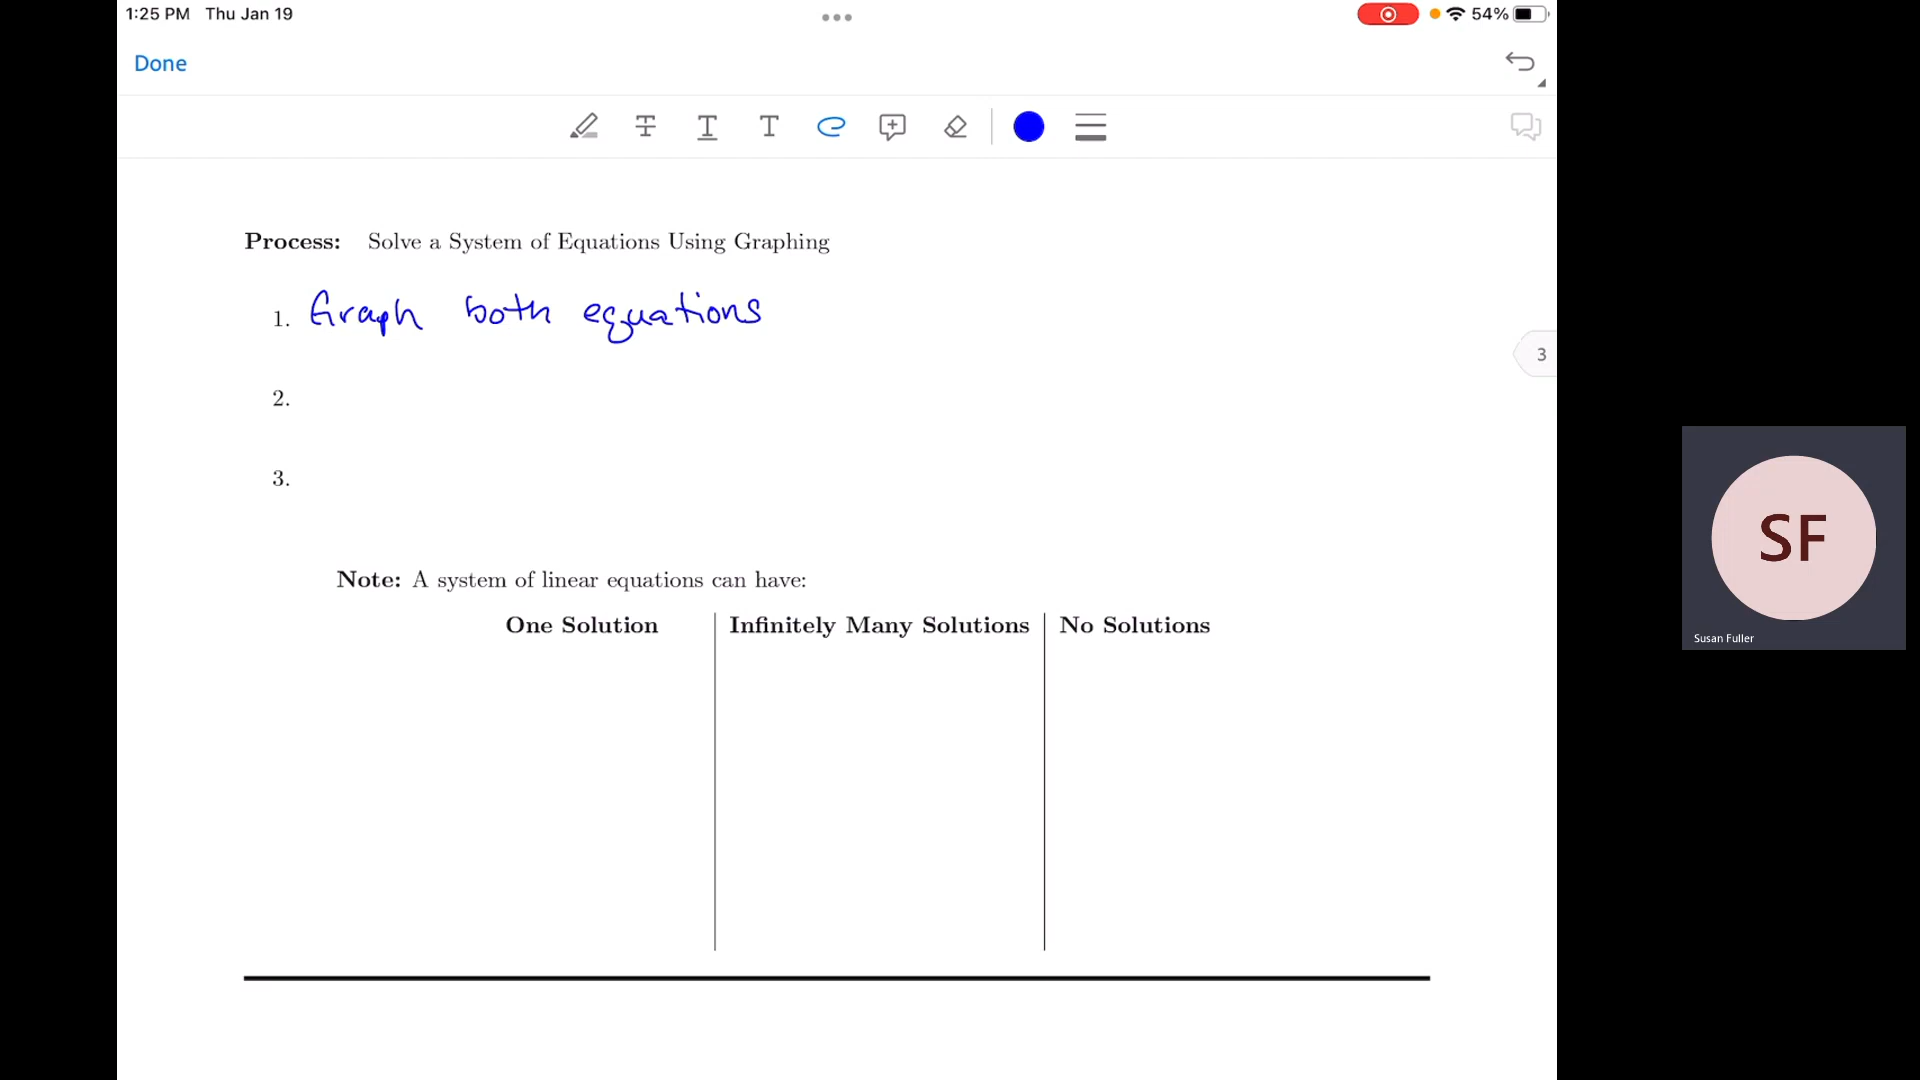 1:25 PM Thu Jan 19
54%
Done
T T T
Process: Solve a System of Equations Using Graphing
1. Graph both equations
3
2.
3.
Note: A system of linear equations can have:
One Solution Infinitely Many Solutions No Solutions
SF
Susan Fuller